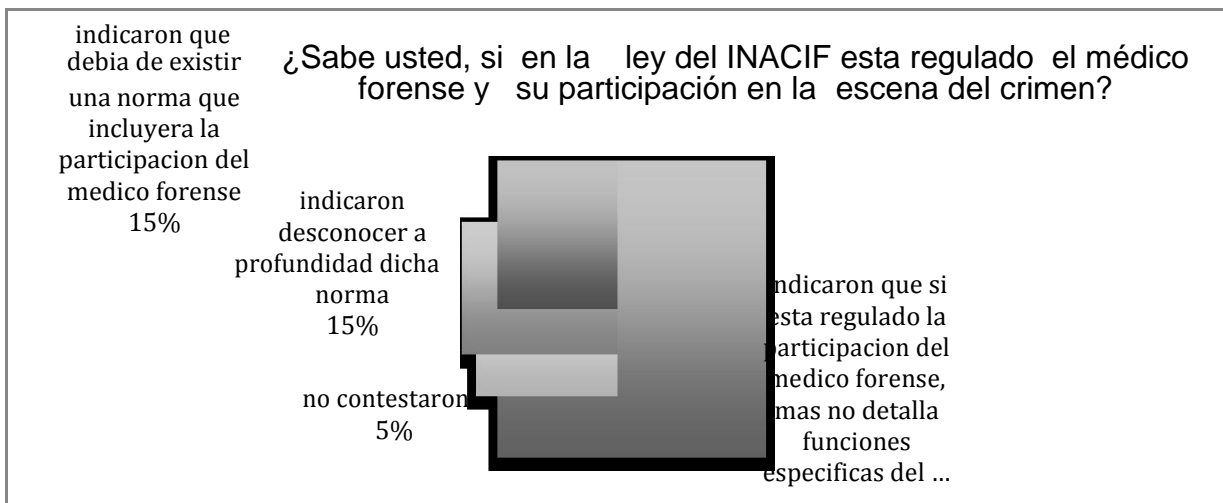 ¿Sabe usted, si en la ley del INACIF esta regulado el médico
forense y su participación en la escena del crimen?
indicaron que
debia de existir
una norma que
incluyera la
participacion del
medico forense
15%
indicaron
desconocer a
profundidad dicha
norma
15%
no contestaron
5%
indicaron que si
esta regulado la
participacion del
medico forense,
mas no detalla
funciones
especificas del ...